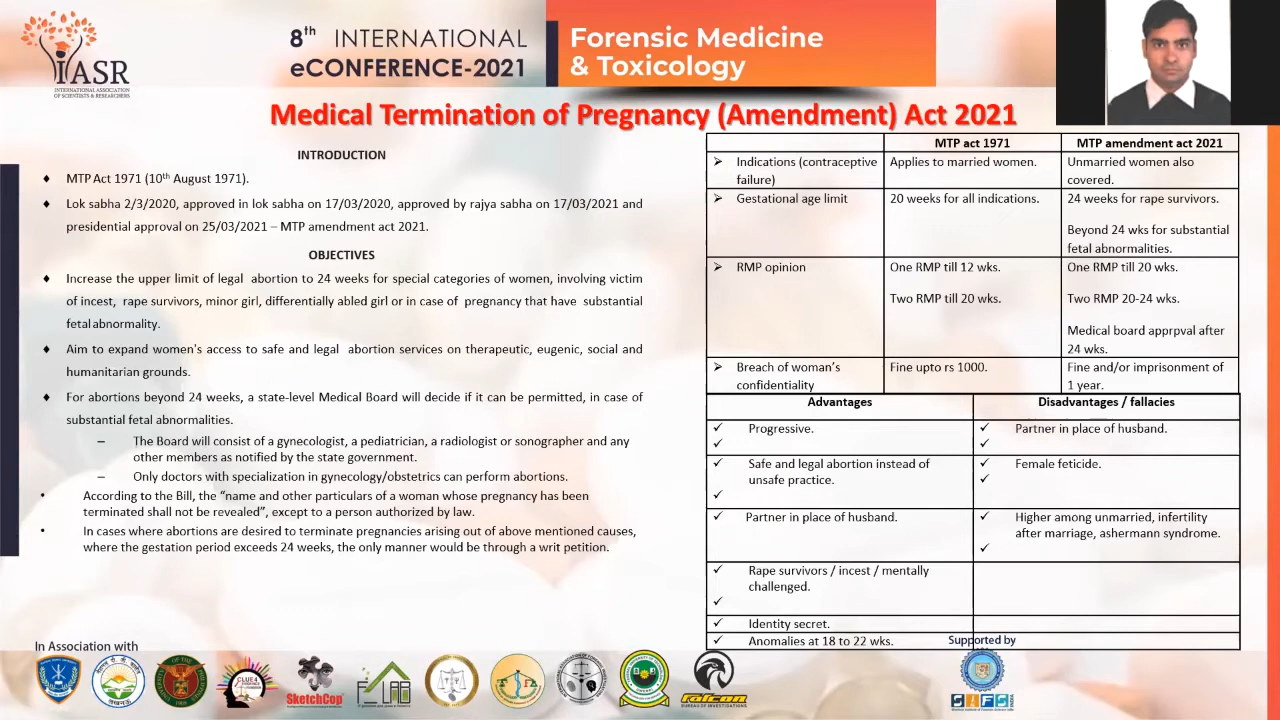 IASR
INTERNATIONAL ASSOCIATION
OF SCIENTISTS & RESEARCHERS
8th INTERNATIONAL
eCONFERENCE-2021
Forensic Medicine
& Toxicology
Medical Termination of Pregnancy (Amendment) Act 2021
INTRODUCTION
MTP Act 1971 (10th August 1971).
Lok sabha 2/3/2020, approved in lok sabha on 17/03/2020, approved by rajya sabha on 17/03/2021 and
presidential approval on 25/03/2021 – MTP amendment act 2021.
OBJECTIVES
Increase the upper limit of legal abortion to 24 weeks for special categories of women, involving victim
of incest, rape survivors, minor girl, differentially abled girl or in case of pregnancy that have substantial
fetal abnormality.
Aim to expand women's access to safe and legal abortion services on therapeutic, eugenic, social and
humanitarian grounds.
For abortions beyond 24 weeks, a state-level Medical Board will decide if it can be permitted, in case of
substantial fetal abnormalities.
– The Board will consist of a gynecologist, a pediatrician, a radiologist or sonographer and any
other members as notified by the state government.
– Only doctors with specialization in gynecology/obstetrics can perform abortions.
• According to the Bill, the “name and other particulars of a woman whose pregnancy has been
terminated shall not be revealed”, except to a person authorized by law.
• In cases where abortions are desired to terminate pregnancies arising out of above mentioned causes,
where the gestation period exceeds 24 weeks, the only manner would be through a writ petition.
MTP act 1971 MTP amendment act 2021
Indications (contraceptive failure) Applies to married women. Unmarried women also covered.
Gestational age limit 20 weeks for all indications. 24 weeks for rape survivors.
Beyond 24 wks for substantial
fetal abnormalities.
RMP opinion One RMP till 12 wks. One RMP till 20 wks.
Two RMP till 20 wks. Two RMP 20-24 wks.
Medical board apprpval after
24 wks.
Breach of woman's confidentiality Fine upto rs 1000. Fine and/or imprisonment of 1 year.
Advantages Disadvantages / fallacies
Progressive. Partner in place of husband.
Safe and legal abortion instead of unsafe practice. Female feticide.
Partner in place of husband. Higher among unmarried, infertility after marriage, ashermann syndrome.
Rape survivors / incest / mentally
challenged.
Identity secret.
Anomalies at 18 to 22 wks.
In Association with
Supported by
CLUE4
SketchCop
F LAB
Falcon
BUREAU OF INVESTIGATIONS
SIFS
INDIA